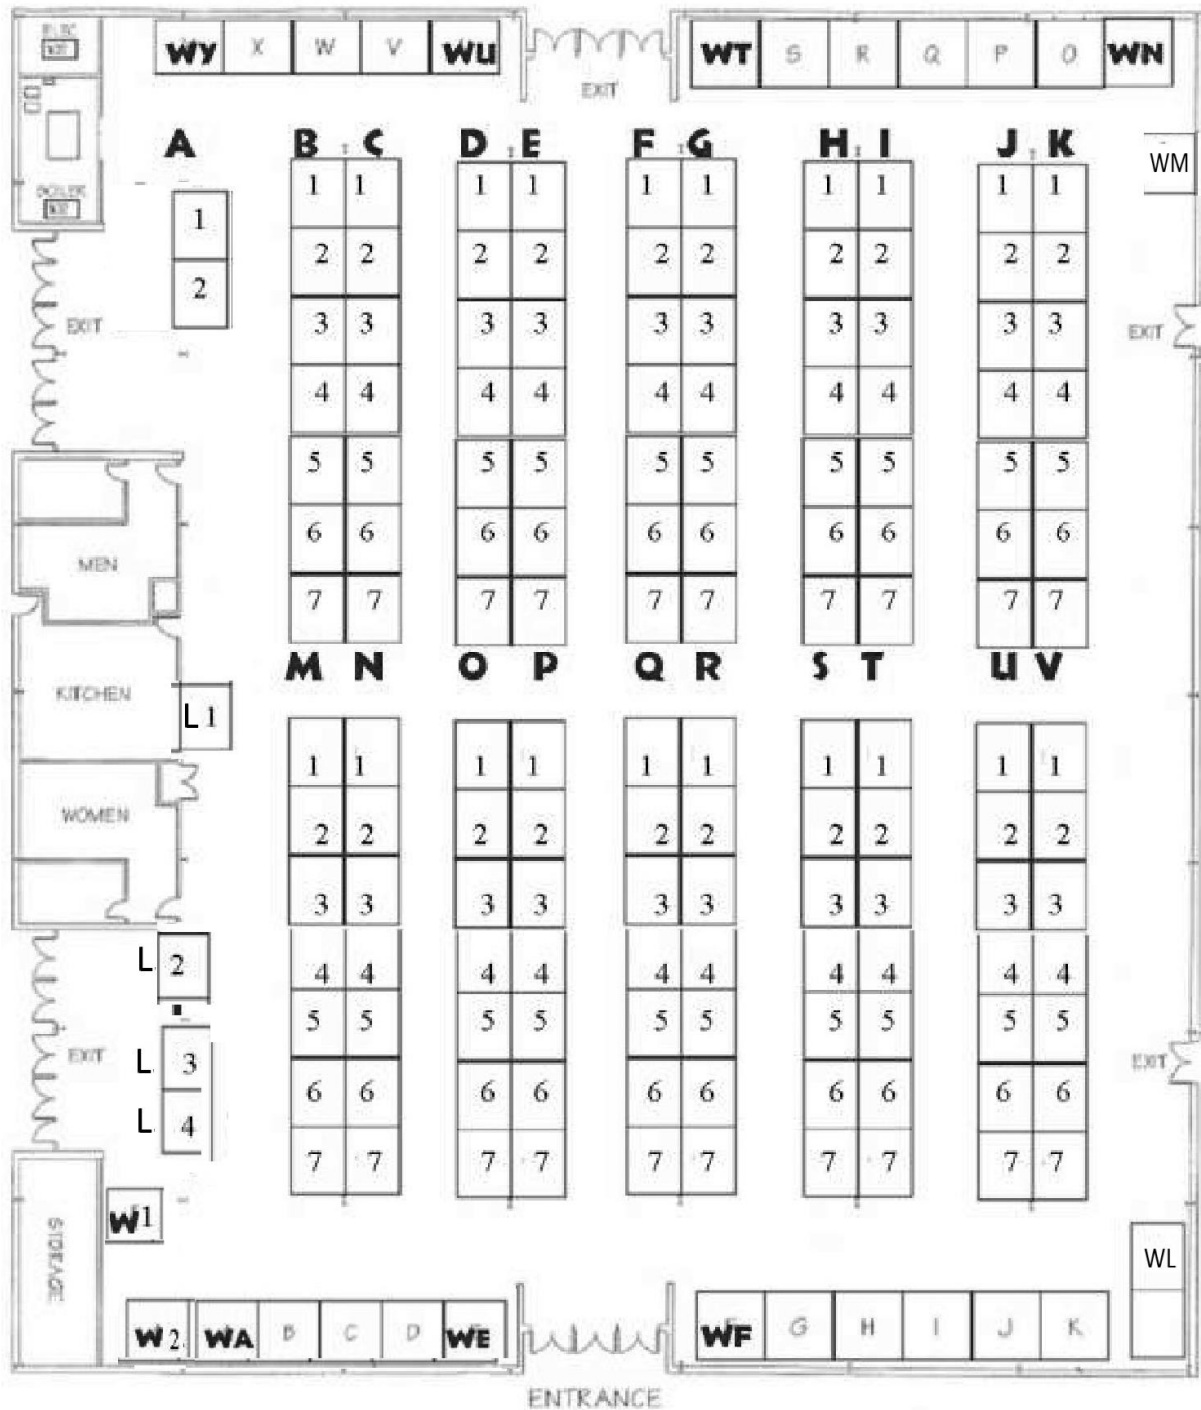 ELEC
WY X W V WU
WT S R Q P O WN
EXIT
A B C D E F G H I J K
WM
BOILER
1 1 1 1 1 1 1 1 1 1 1
2 2 2 2 2 2 2 2 2 2 2
EXIT
EXIT
3 3 3 3 3 3 3 3 3 3
4 4 4 4 4 4 4 4 4 4
5 5 5 5 5 5 5 5 5 5
6 6 6 6 6 6 6 6 6 6
MEN
7 7 7 7 7 7 7 7 7 7
M N O P Q R S T U V
KITCHEN
L 1
1 1 1 1 1 1 1 1 1 1
WOMEN
2 2 2 2 2 2 2 2 2 2
3 3 3 3 3 3 3 3 3 3
L 2
4 4 4 4 4 4 4 4 4 4
5 5 5 5 5 5 5 5 5 5
EXIT
L 3
EXIT
6 6 6 6 6 6 6 6 6 6
L 4
7 7 7 7 7 7 7 7 7 7
W1
STORAGE
WL
W2 WA B C D WE
WF G H I J K
ENTRANCE